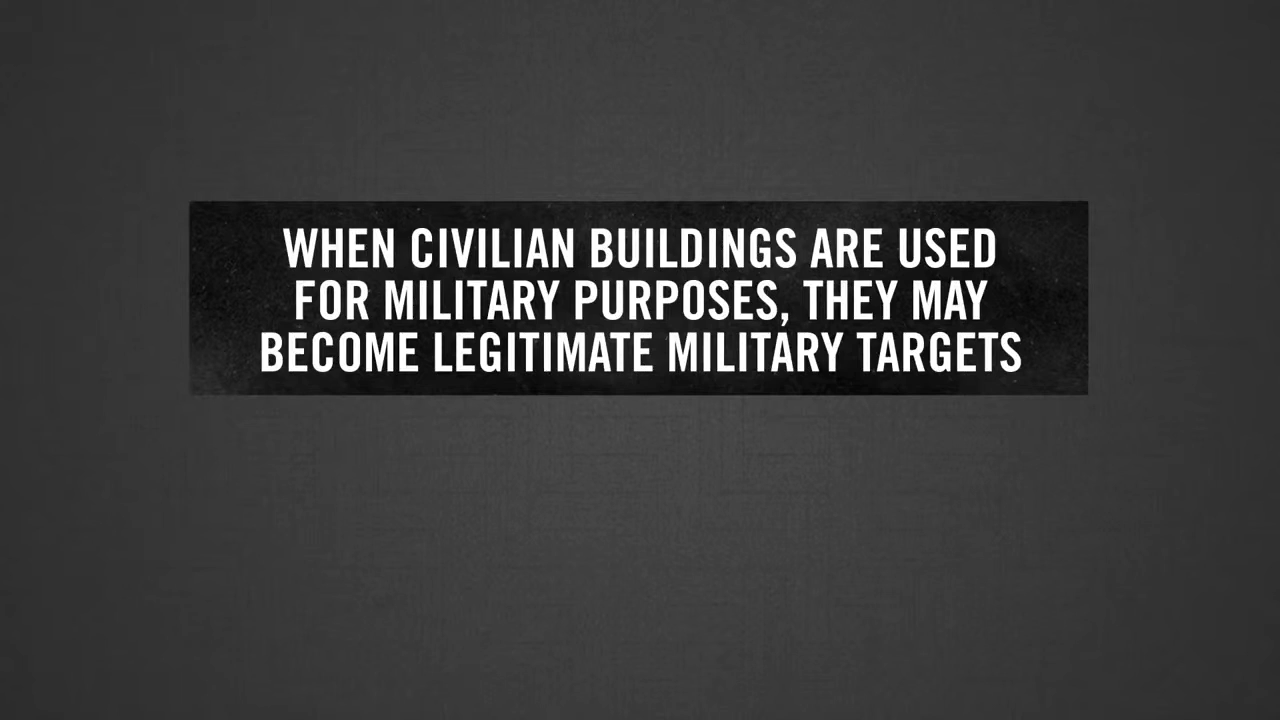 WHEN CIVILIAN BUILDINGS ARE USED
FOR MILITARY PURPOSES, THEY MAY
BECOME LEGITIMATE MILITARY TARGETS